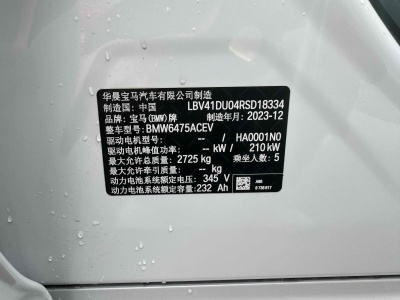 华晨宝马汽车有限公司制造
制造国: 中国 LBV41DU04RSD18334
品牌: 宝马(BMW)牌 制造年月: 2023-12
整车型号: BMW6475ACEV
驱动电机型号: -- HA0001N0
驱动电机峰值功率: -- kW / 210 kW
最大允许总质量: 2725 kg 乘坐人数: 5
最大允许牵引质量: -- kg
动力电池系统额定电压: 345 V
动力电池系统额定容量: 232 Ah